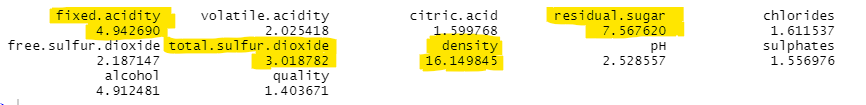 fixed.acidity volatile.acidity citric.acid residual.sugar chlorides
4.942690 2.025418 1.599768 7.567620 1.611537
free.sulfur.dioxide total.sulfur.dioxide density pH sulphates
2.187147 3.018782 16.149845 2.528557 1.556976
alcohol quality
4.912481 1.403671